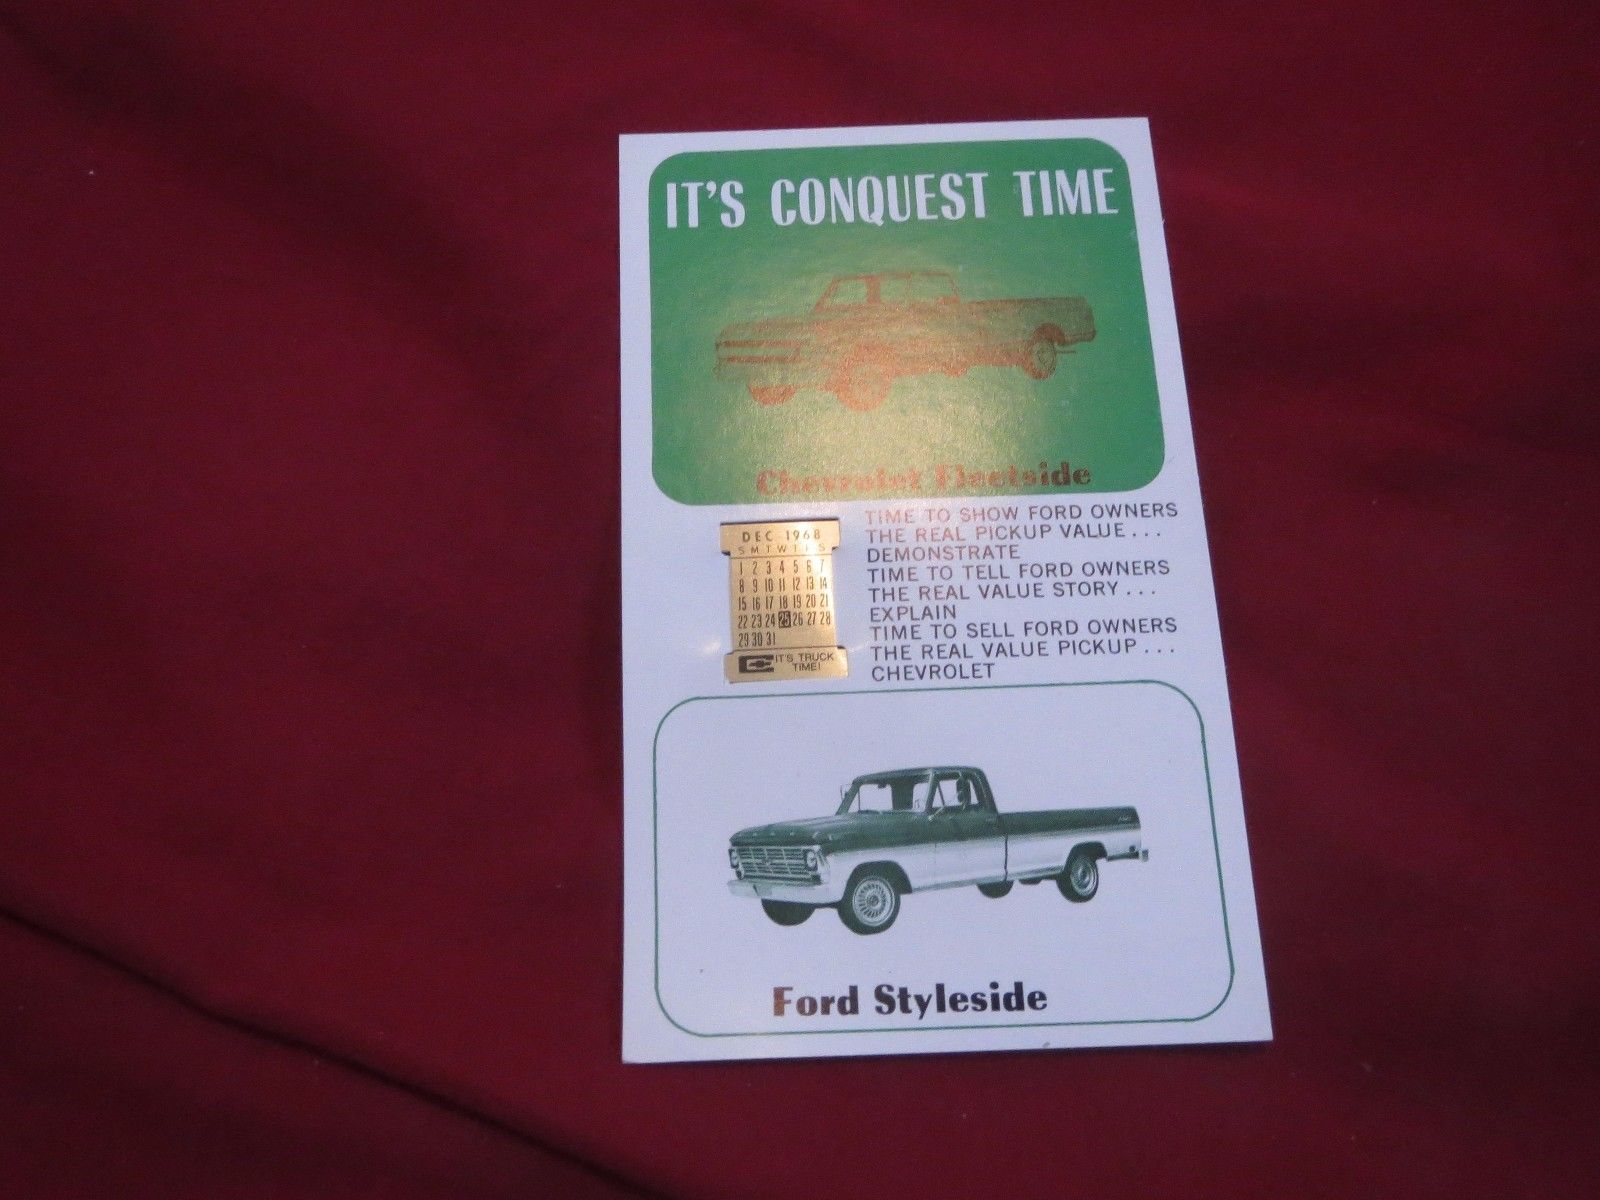 IT'S CONQUEST TIME
Chevrolet Fleetside
DEC 1968
S M T W T F S
1 2 3 4 5 6 7
8 9 10 11 12 13 14
15 16 17 18 19 20 21
22 23 24 25 26 27 28
29 30 31
IT'S TRUCK
TIME!
TIME TO SHOW FORD OWNERS
THE REAL PICKUP VALUE...
DEMONSTRATE
TIME TO TELL FORD OWNERS
THE REAL VALUE STORY...
EXPLAIN
TIME TO SELL FORD OWNERS
THE REAL VALUE PICKUP...
CHEVROLET
Ford Styleside